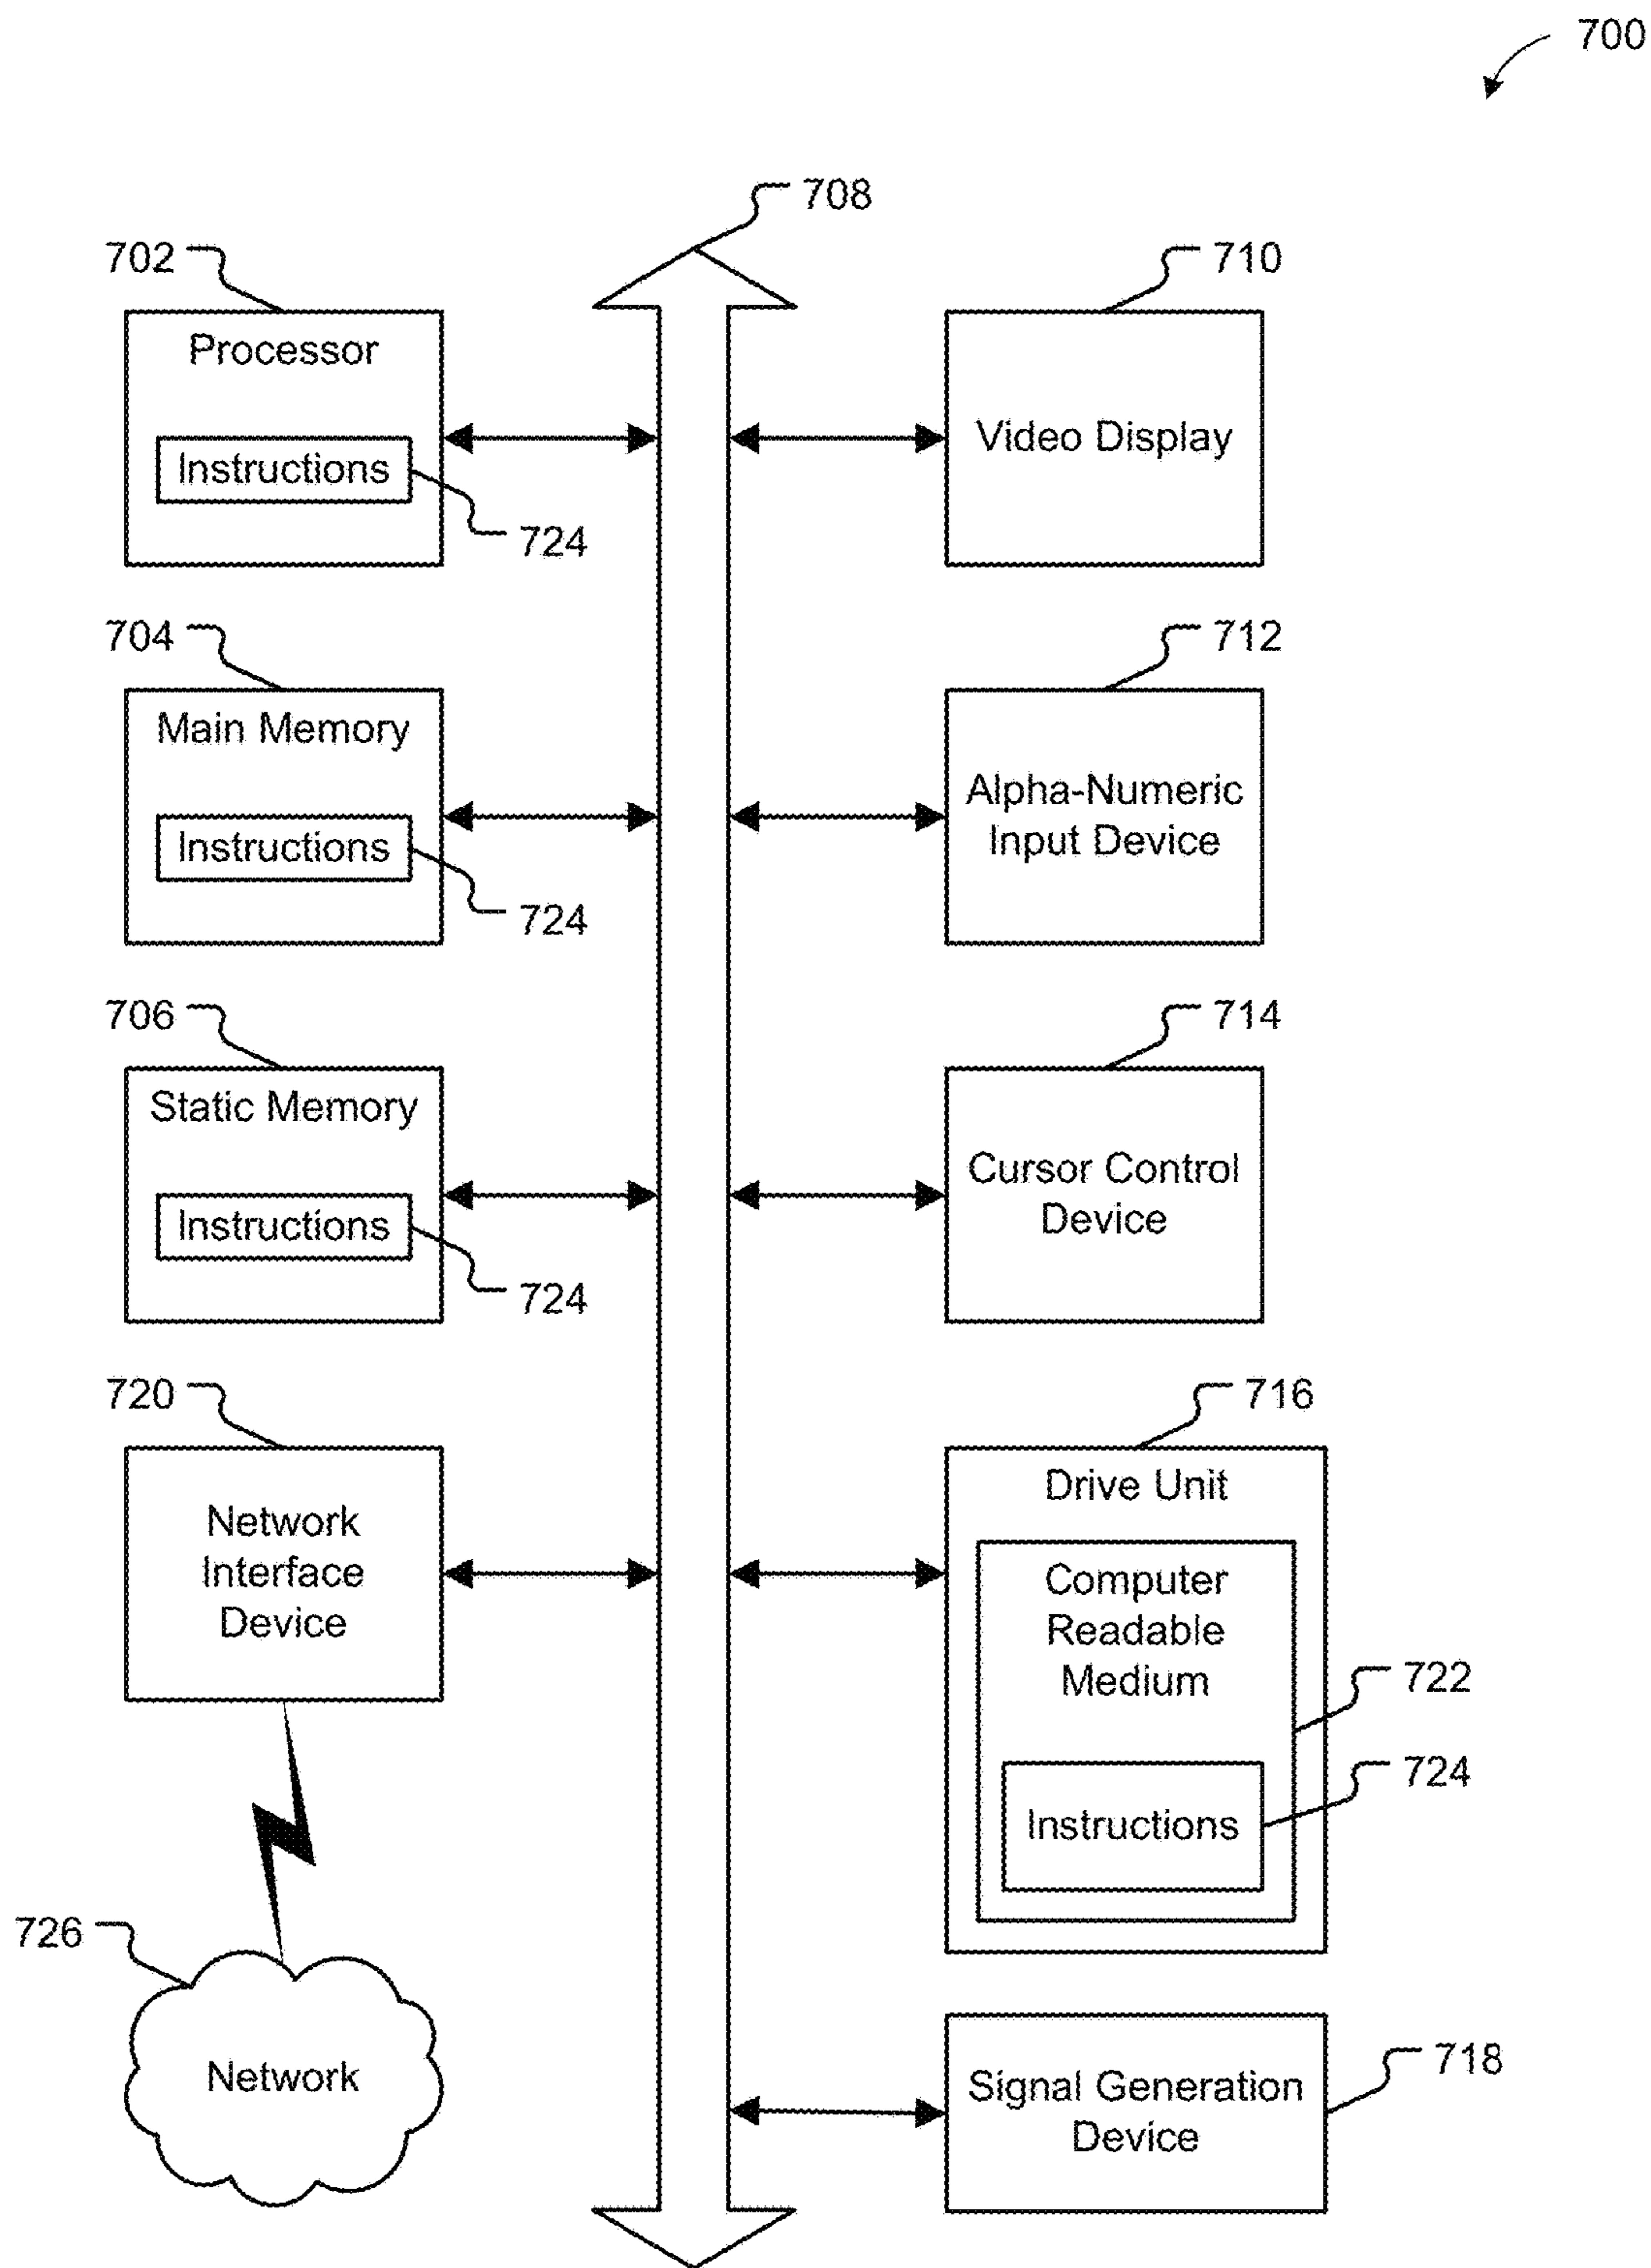 700
708
702
Processor
Instructions
724
710
Video Display
704
Main Memory
Instructions
724
712
Alpha-Numeric
Input Device
706
Static Memory
Instructions
724
714
Cursor Control
Device
720
Network
Interface
Device
716
Drive Unit
Computer
Readable
Medium
722
Instructions
724
726
Network
Signal Generation
Device
718